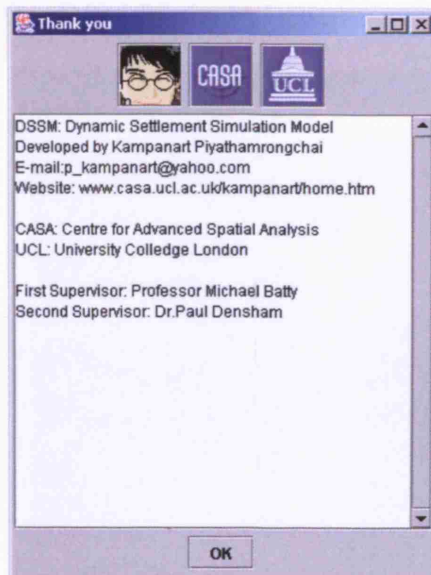 Thank you
CASA
UCL
DSSM: Dynamic Settlement Simulation Model
Developed by Kampanart Piyathamrongchai
E-mail:p_kampanart@yahoo.com
Website: www.casa.ucl.ac.uk/kampanart/home.htm
CASA: Centre for Advanced Spatial Analysis
UCL: University Colledge London
First Supervisor: Professor Michael Batty
Second Supervisor: Dr.Paul Densham
OK